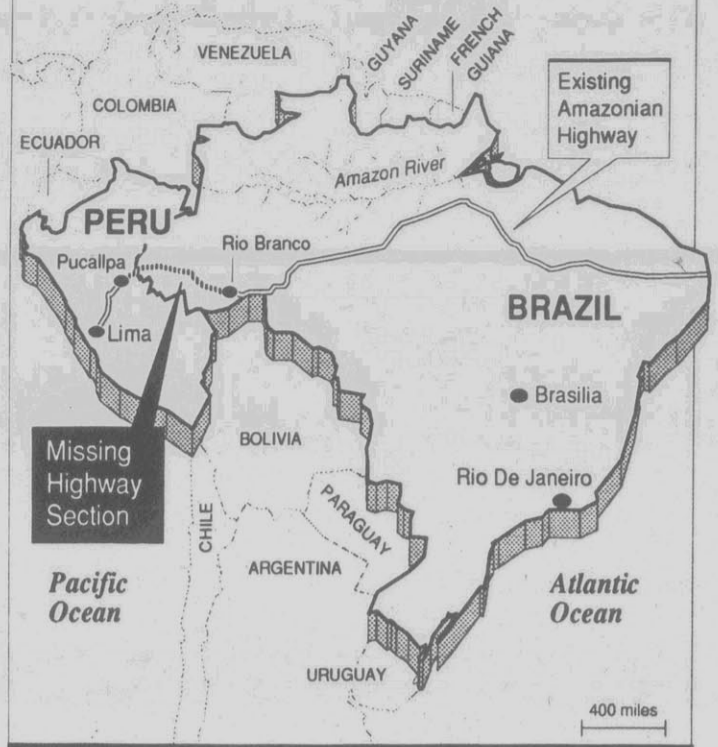 VENEZUELA
GUYANA
SURINAME
FRENCH
GUIANA
COLOMBIA
ECUADOR
Existing
Amazonian
Highway
Amazon River
PERU
Rio Branco
Pucallpa
Lima
BRAZIL
Brasilia
Missing
Highway
Section
BOLIVIA
Rio De Janeiro
PARAGUAY
CHILE
ARGENTINA
Pacific
Ocean
Atlantic
Ocean
URUGUAY
400 miles